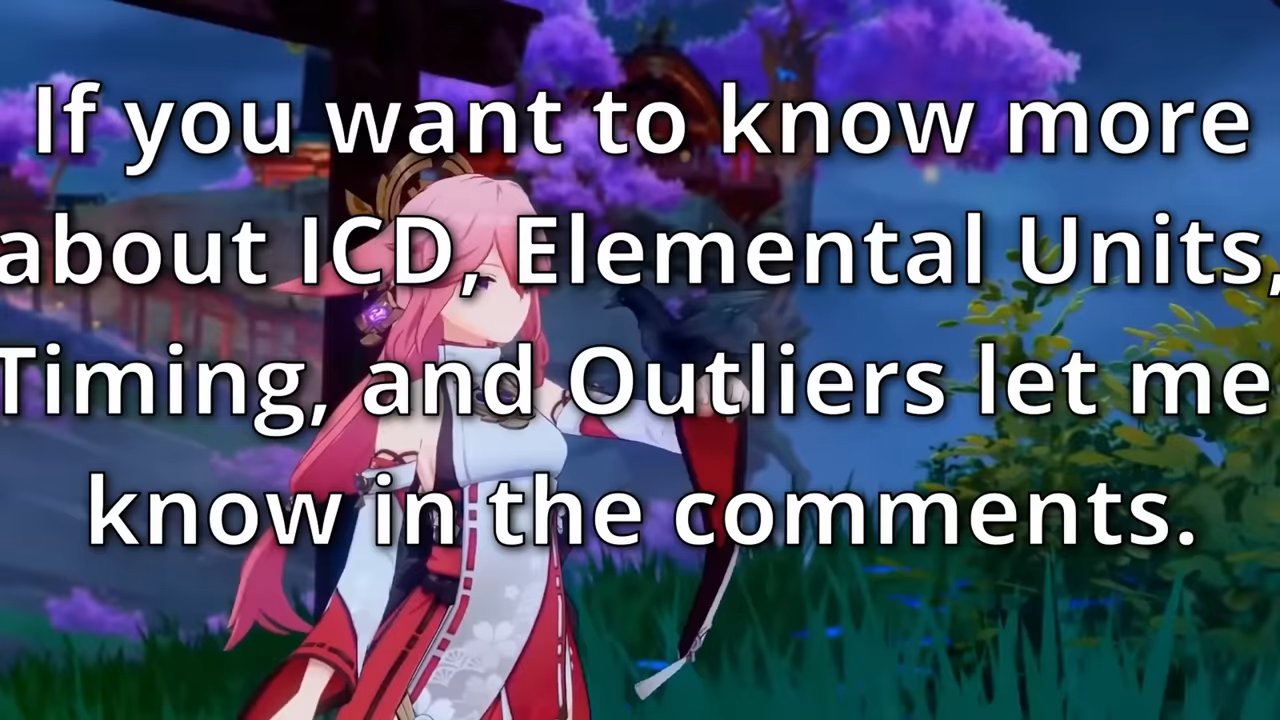 If you want to know more
about ICD, Elemental Units,
Timing, and Outliers let me
know in the comments.